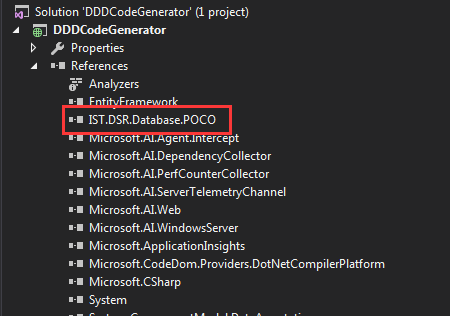 Solution 'DDDCodeGenerator' (1 project)
DDDCodeGenerator
Properties
References
Analyzers
EntityFramework
IST.DSR.Database.POCO
Microsoft.AI.Agent.Intercept
Microsoft.AI.DependencyCollector
Microsoft.AI.PerfCounterCollector
Microsoft.AI.ServerTelemetryChannel
Microsoft.AI.Web
Microsoft.AI.WindowsServer
Microsoft.ApplicationInsights
Microsoft.CodeDom.Providers.DotNetCompilerPlatform
Microsoft.CSharp
System